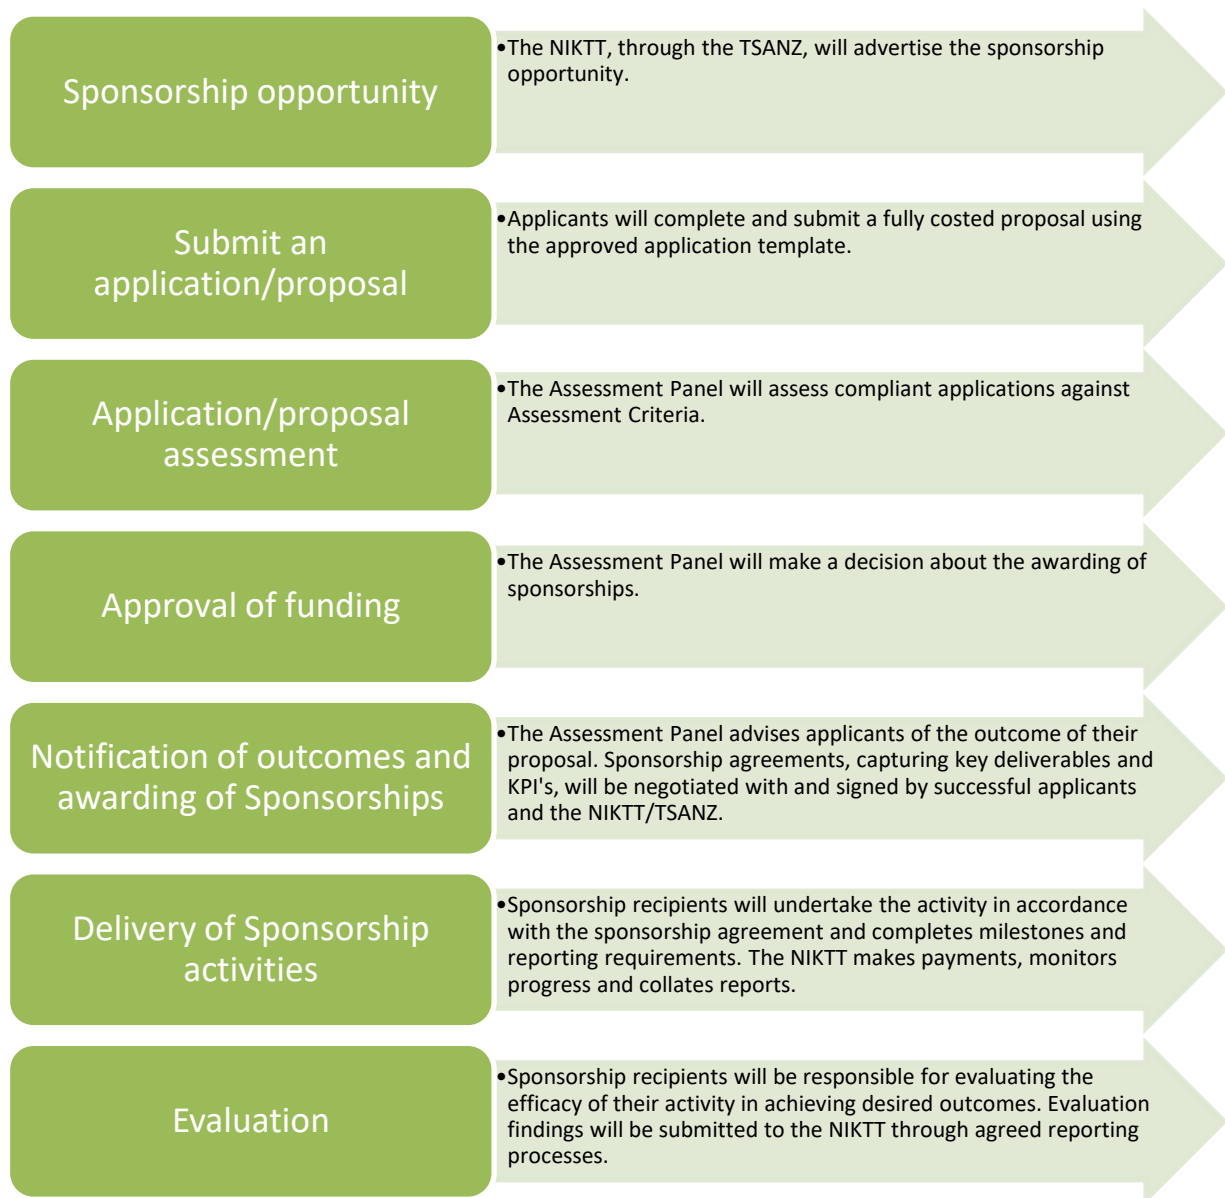 Sponsorship opportunity
•The NIKTT, through the TSANZ, will advertise the sponsorship
opportunity.
Submit an
application/proposal
•Applicants will complete and submit a fully costed proposal using
the approved application template.
Application/proposal
assessment
•The Assessment Panel will assess compliant applications against
Assessment Criteria.
Approval of funding
•The Assessment Panel will make a decision about the awarding of
sponsorships.
Notification of outcomes and
awarding of Sponsorships
•The Assessment Panel advises applicants of the outcome of their
proposal. Sponsorship agreements, capturing key deliverables and
KPI's, will be negotiated with and signed by successful applicants
and the NIKTT/TSANZ.
Delivery of Sponsorship
activities
•Sponsorship recipients will undertake the activity in accordance
with the sponsorship agreement and completes milestones and
reporting requirements. The NIKTT makes payments, monitors
progress and collates reports.
Evaluation
•Sponsorship recipients will be responsible for evaluating the
efficacy of their activity in achieving desired outcomes. Evaluation
findings will be submitted to the NIKTT through agreed reporting
processes.